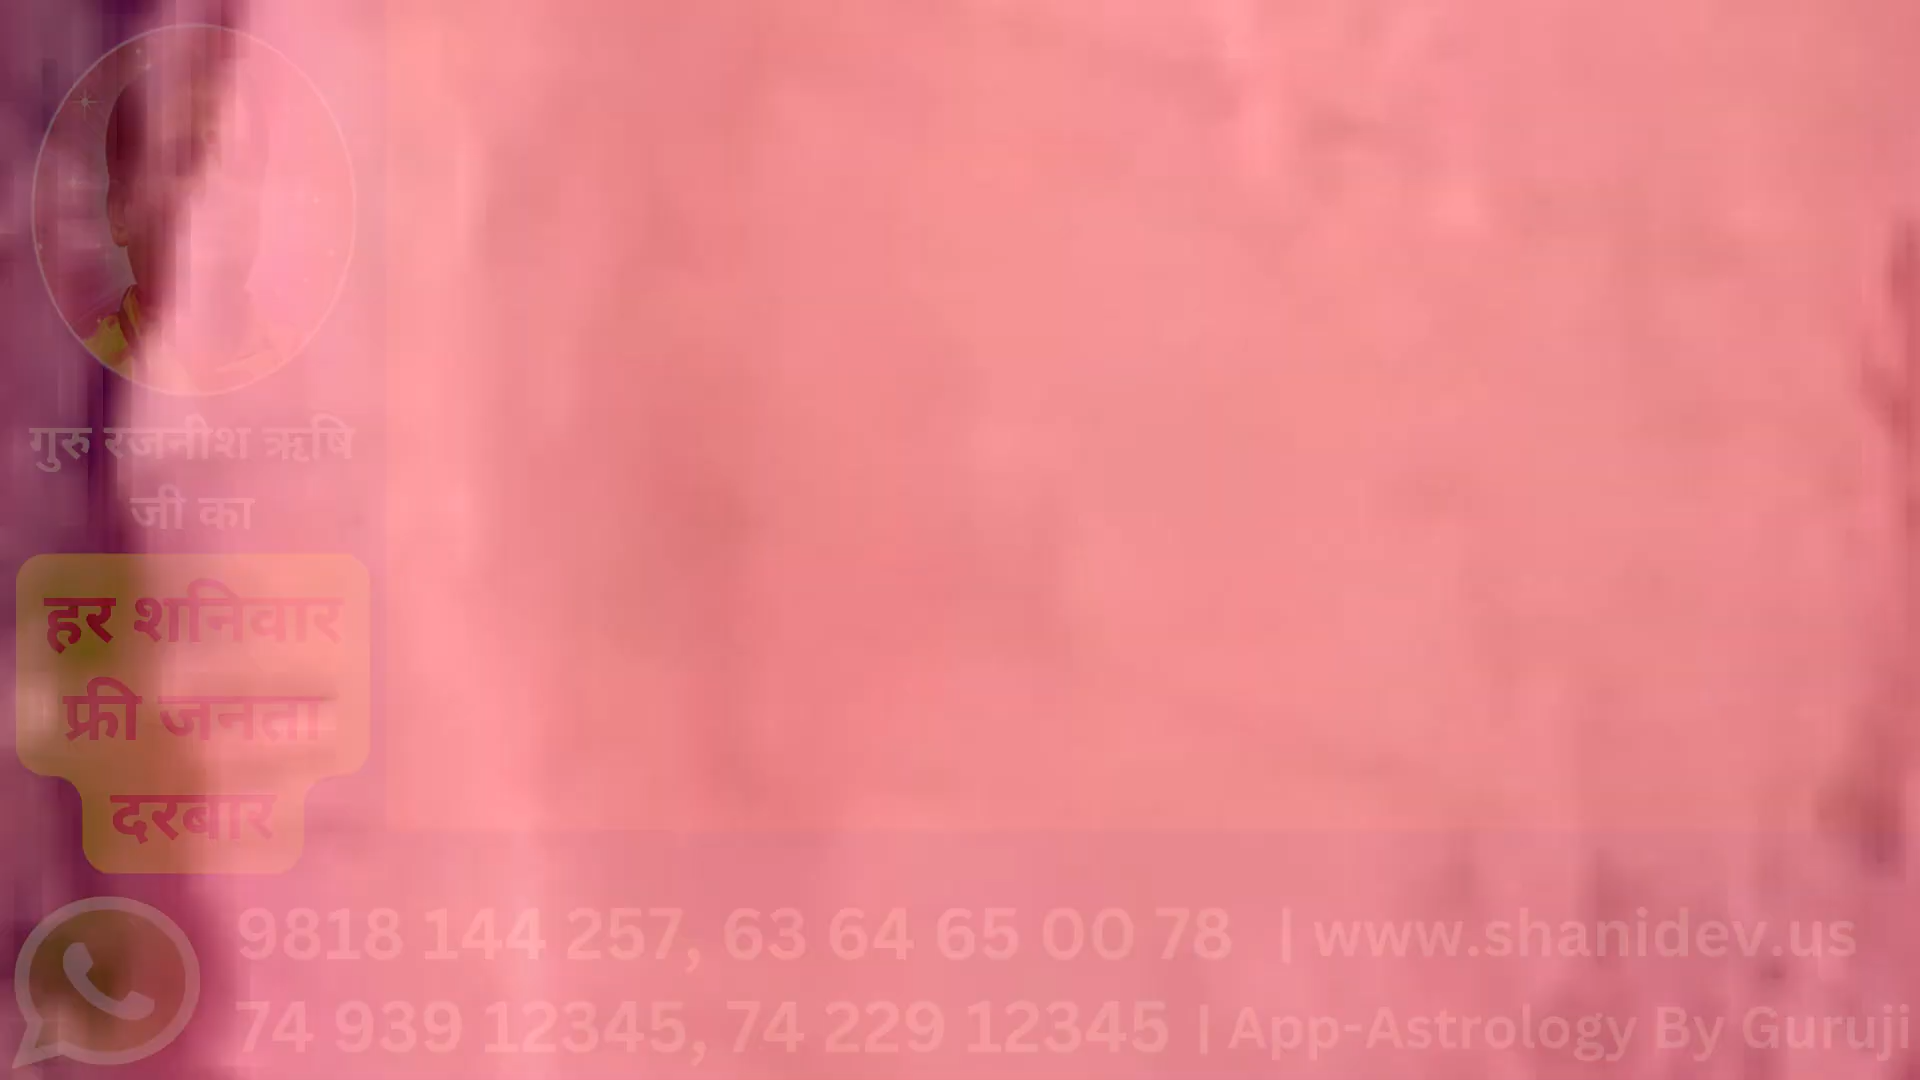 गुरु रजनीश ऋषि
जी का
हर शनिवार
फ्री जनता
दरबार
9818 144 257, 63 64 65 00 78 | www.shanidev.us
74 939 12345, 74 229 12345 | App-Astrology By Guruji